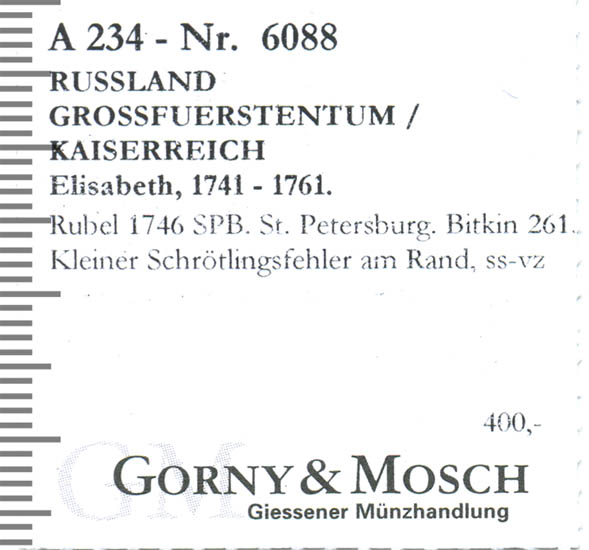 A 234 - Nr. 6088
RUSSLAND
GROSSFUERSTENTUM /
KAISERREICH
Elisabeth, 1741 - 1761.
Rubel 1746 SPB. St. Petersburg. Bitkin 261.
Kleiner Schrötlingsfehler am Rand, ss-vz
400,-
GM
GORNY & MOSCH
Giessener Münzhandlung